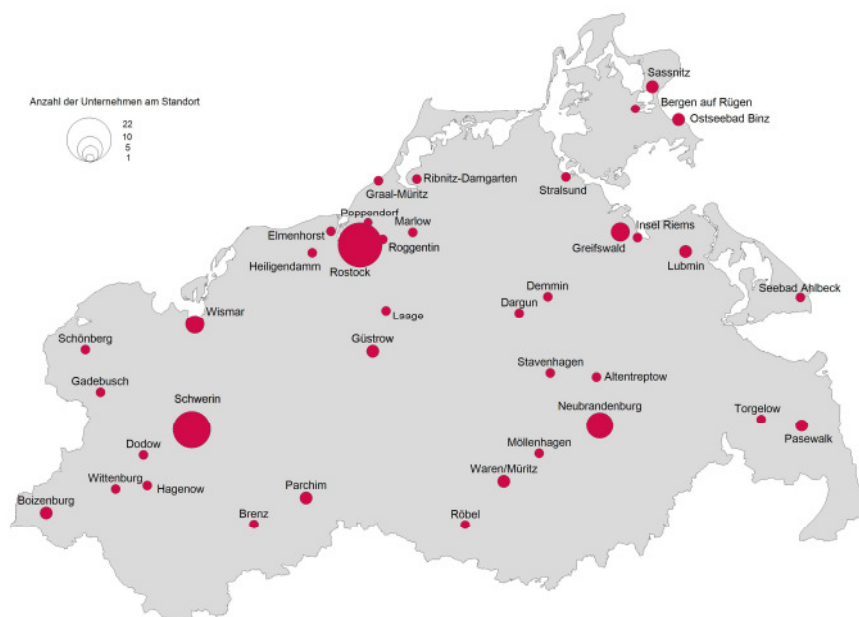 Anzahl der Unternehmen am Standort
22
10
5
1
Sassnitz
Bergen auf Rügen
Ostseebad Binz
Ribnitz-Damgarten
Stralsund
Graal-Müritz
Poppendorf
Marlow
Insel Riems
Elmenhorst
Roggentin
Greifswald
Heiligendamm
Rostock
Lubmin
Demmin
Seebad Ahlbeck
Dargun
Wismar
Laage
Schönberg
Güstrow
Stavenhagen
Altentreptow
Gadebusch
Schwerin
Neubrandenburg
Torgelow
Pasewalk
Dodow
Möllenhagen
Waren/Müritz
Wittenburg
Hagenow
Parchim
Boizenburg
Brenz
Röbel